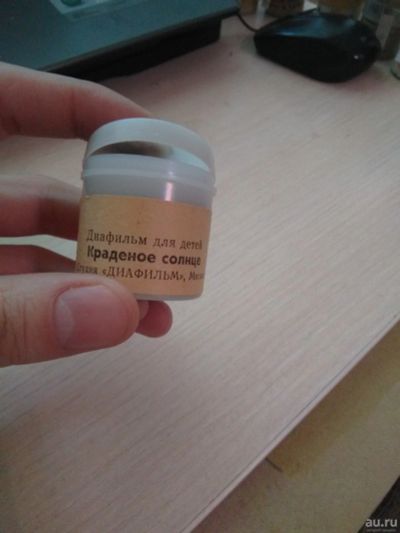 Диафильм для детей
Краденое солнце
«ДИАФИЛЬМ»,
au.ru